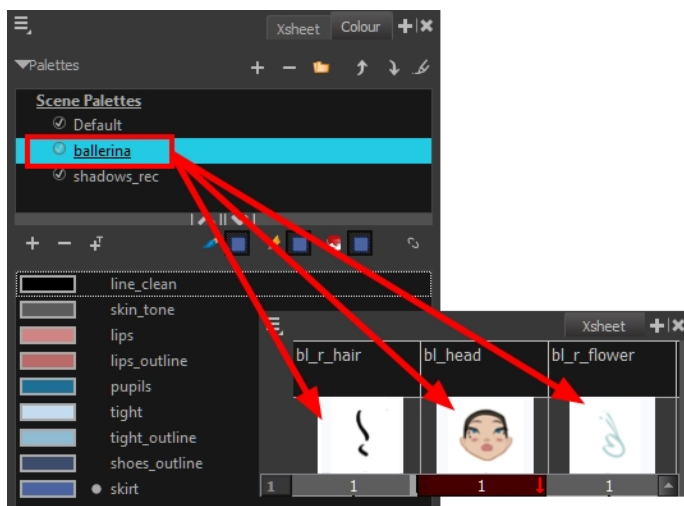 Xsheet Colour
Palettes
Scene Palettes
Default
ballerina
shadows_rec
line_clean
skin_tone
lips
lips_outline
pupils
tight
tight_outline
shoes_outline
skirt
Xsheet
bl_r_hair bl_head bl_r_flower
1 1 1 1